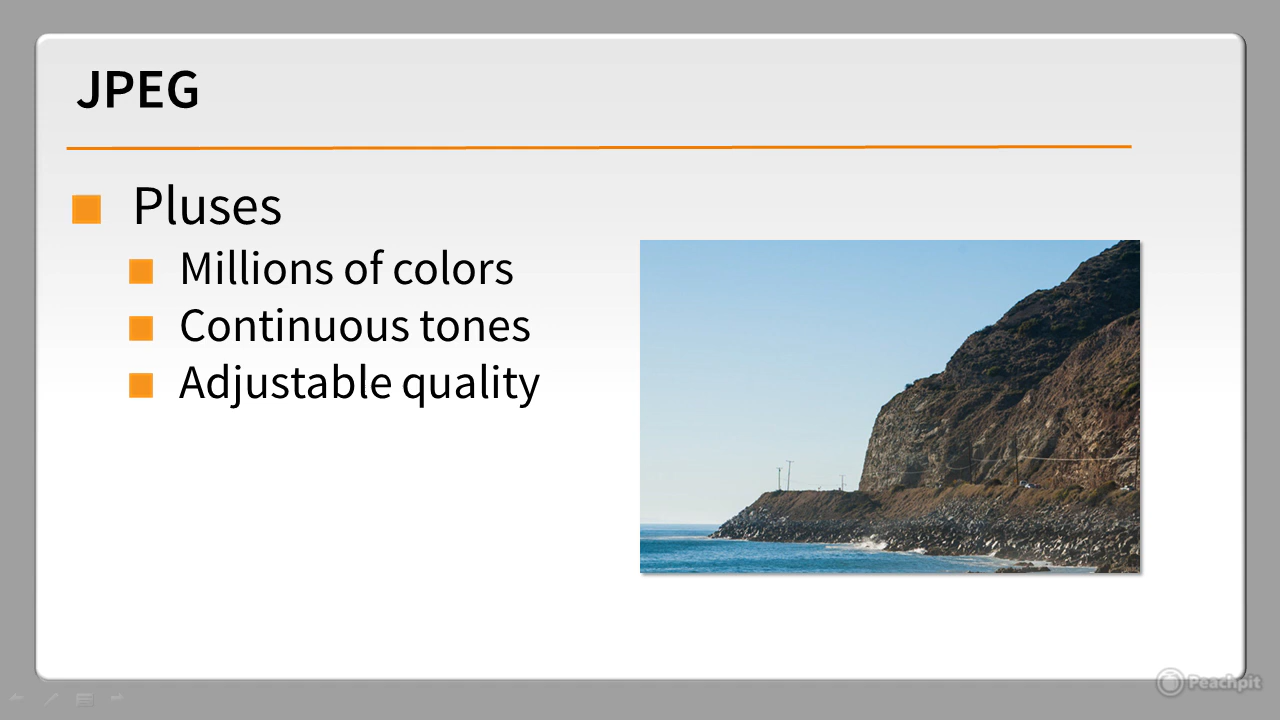 JPEG
Pluses
Millions of colors
Continuous tones
Adjustable quality
Peachpit